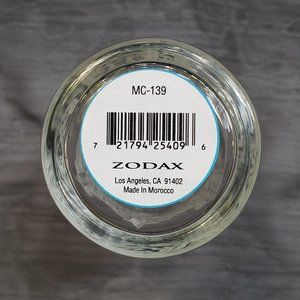 MC-139
7 21794 25409 6
ZODAX
Los Angeles, CA 91402
Made In Morocco